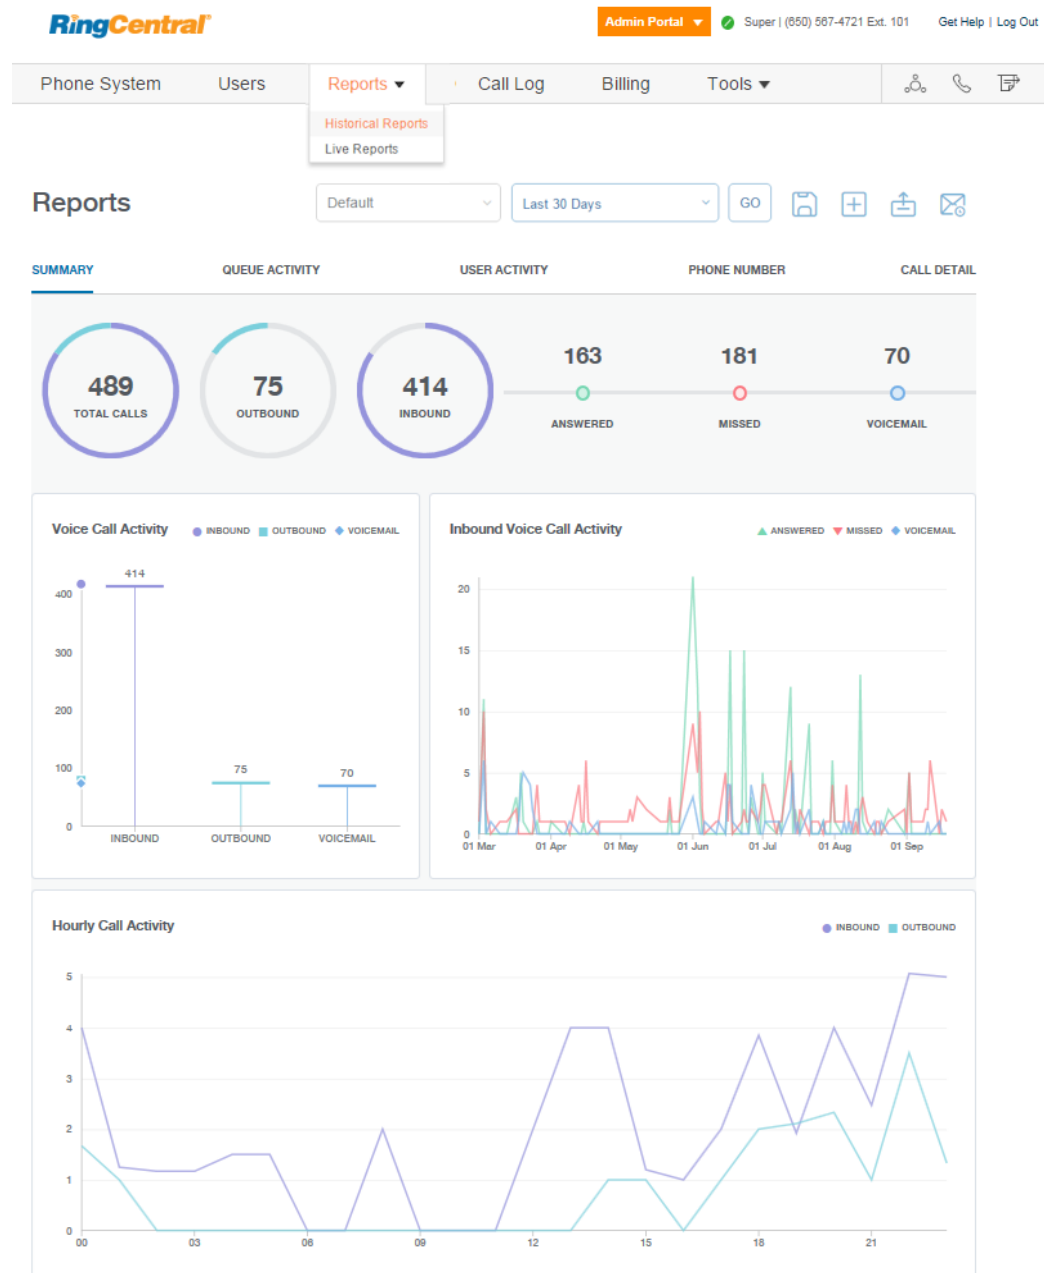 RingCentral®
Admin Portal
Super | (650) 567-4721 Ext. 101
Get Help | Log Out
Phone System Users Reports Call Log Billing Tools
Historical Reports
Live Reports
Reports
Default
Last 30 Days
GO
SUMMARY QUEUE ACTIVITY USER ACTIVITY PHONE NUMBER CALL DETAIL
489
TOTAL CALLS
75
OUTBOUND
414
INBOUND
163
ANSWERED
181
MISSED
70
VOICEMAIL
Voice Call Activity
INBOUND OUTBOUND VOICEMAIL
414
400
300
200
100
0
75
70
INBOUND OUTBOUND VOICEMAIL
Inbound Voice Call Activity
ANSWERED MISSED VOICEMAIL
20
15
10
5
0
01 Mar 01 Apr 01 May 01 Jun 01 Jul 01 Aug 01 Sep
Hourly Call Activity
INBOUND OUTBOUND
5
4
3
2
1
0
00 03 06 09 12 15 18 21